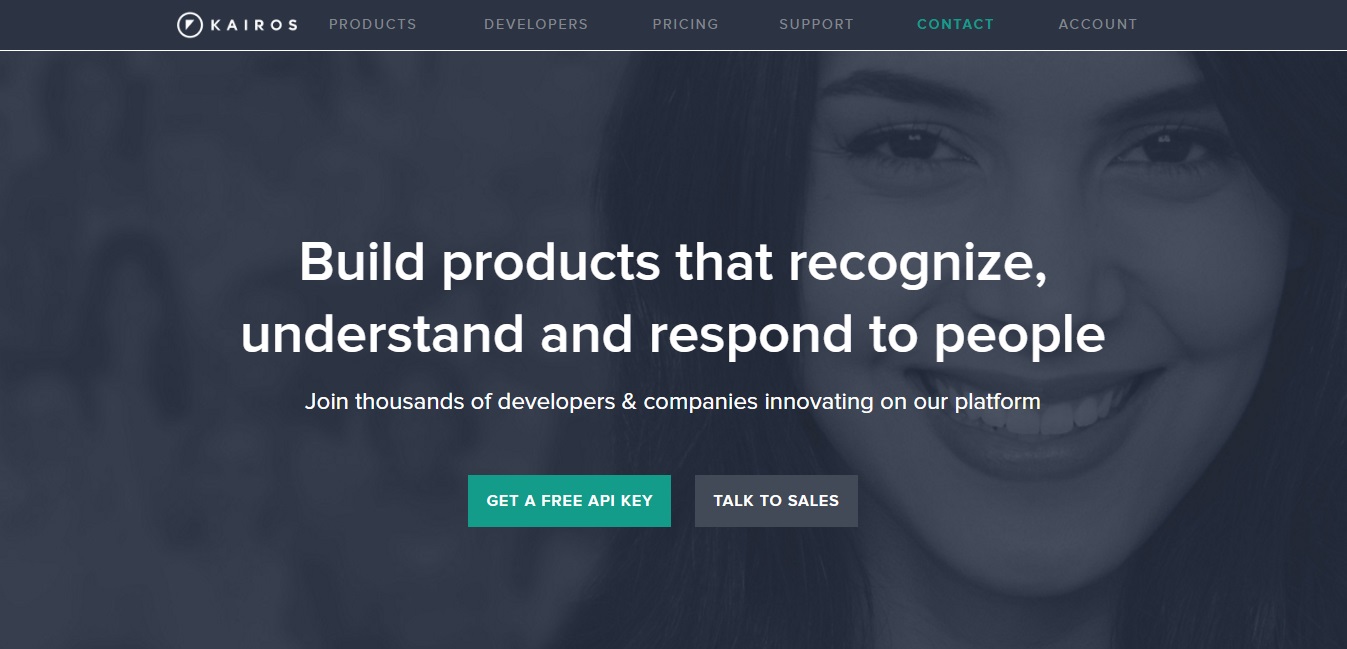 KAIROS PRODUCTS DEVELOPERS PRICING SUPPORT CONTACT ACCOUNT
Build products that recognize,
understand and respond to people
Join thousands of developers & companies innovating on our platform
GET A FREE API KEY TALK TO SALES